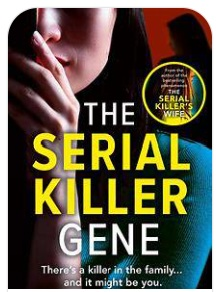 From the
author of the
bestselling
phenomenon
THE
SERIAL
KILLER'S
WIFE
THE
SERIAL
KILLER
GENE
There's a killer in the family...
and it might be you.